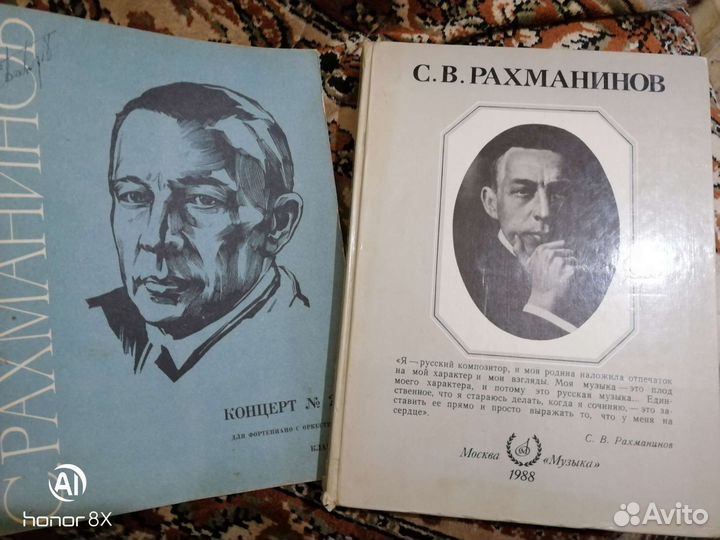 С РАХМАНИНОВ
КОНЦЕРТ №
ДЛЯ ФОРТЕПИАНО С ОРКЕСТР
КЛА
С. В. РАХМАНИНОВ
«Я — русский композитор, и моя родина наложила отпечаток
на мой характер и мои взгляды. Моя музыка — это плод
моего характера, и потому это русская музыка... Един-
ственное, что я стараюсь делать, когда я сочиняю, — это за-
ставить ее прямо и просто выражать то, что у меня на
сердце».
С. В. Рахманинов
Москва «Музыка»
1988
AI
honor 8X
Avito